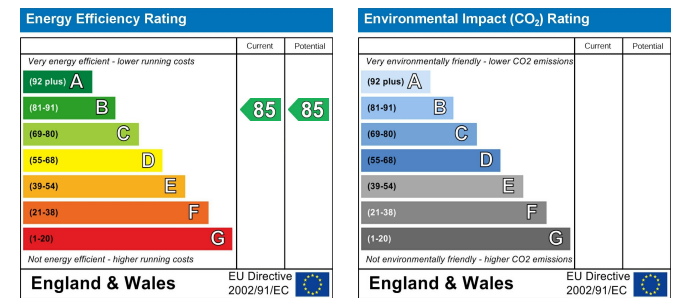 Energy Efficiency Rating
Current Potential
Very energy efficient - lower running costs
(92 plus) A
(81-91) B 85 85
(69-80) C
(55-68) D
(39-54) E
(21-38) F
(1-20) G
Not energy efficient - higher running costs
England & Wales
EU Directive
2002/91/EC
Environmental Impact (CO₂) Rating
Current Potential
Very environmentally friendly - lower CO2 emissions
(92 plus) A
(81-91) B
(69-80) C
(55-68) D
(39-54) E
(21-38) F
(1-20) G
Not environmentally friendly - higher CO2 emissions
England & Wales
EU Directive
2002/91/EC